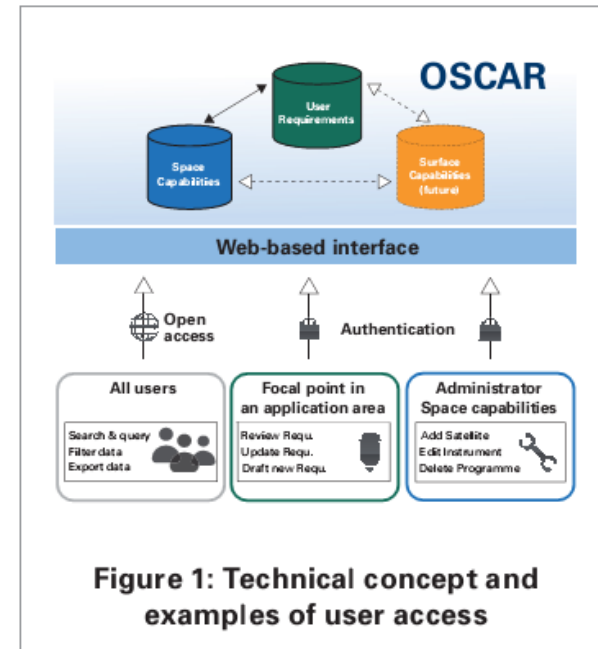 OSCAR
User
Requirements
Space
Capabilities
Surface
Capabilities
(future)
Web-based interface
Open
access
Authentication
All users
Search & query
Filter data
Export data
Focal point in
an application area
Review Requ.
Update Requ.
Draft new Requ.
Administrator
Space capabilities
Add Satellite
Edit Instrument
Delete Programme
Figure 1: Technical concept and
examples of user access